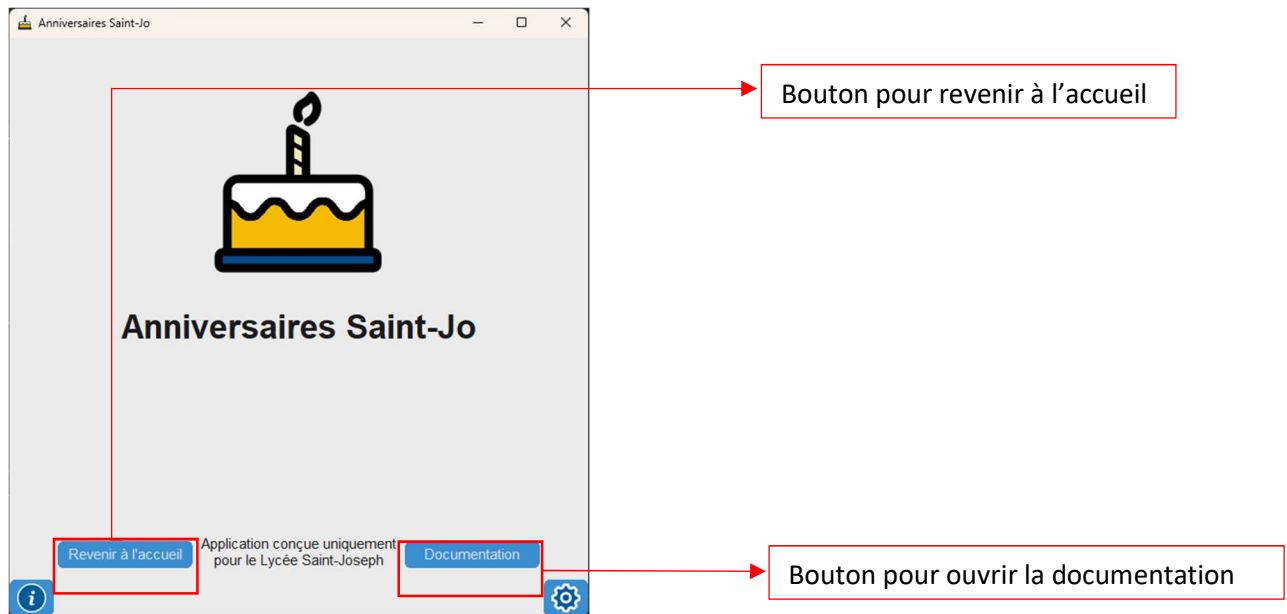 Anniversaires Saint-Jo
Bouton pour revenir à l’accueil
Anniversaires Saint-Jo
Revenir à l'accueil
Application conçue uniquement
pour le Lycée Saint-Joseph
Documentation
Bouton pour ouvrir la documentation